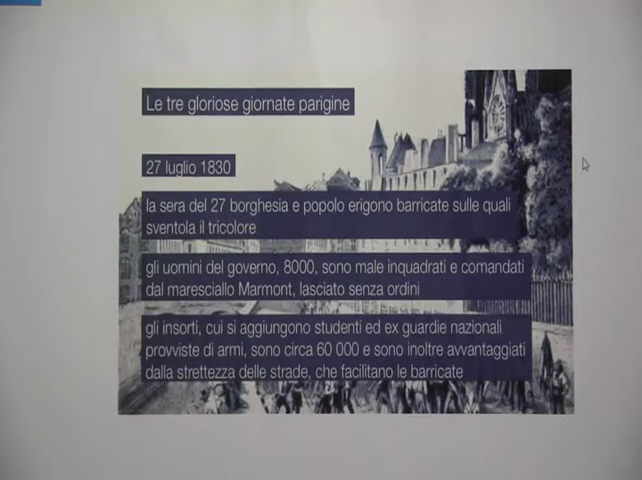 Le tre gloriose giornate parigine
27 luglio 1830
la sera del 27 borghesia e popolo erigono barricate sulle quali
sventola il tricolore
gli uomini del governo, 8000, sono male inquadrati e comandati
dal maresciallo Marmont, lasciato senza ordini
gli insorti, cui si aggiungono studenti ed ex guardie nazionali
provviste di armi, sono circa 60 000 e sono inoltre avvantaggiati
dalla strettezza delle strade, che facilitano le barricate